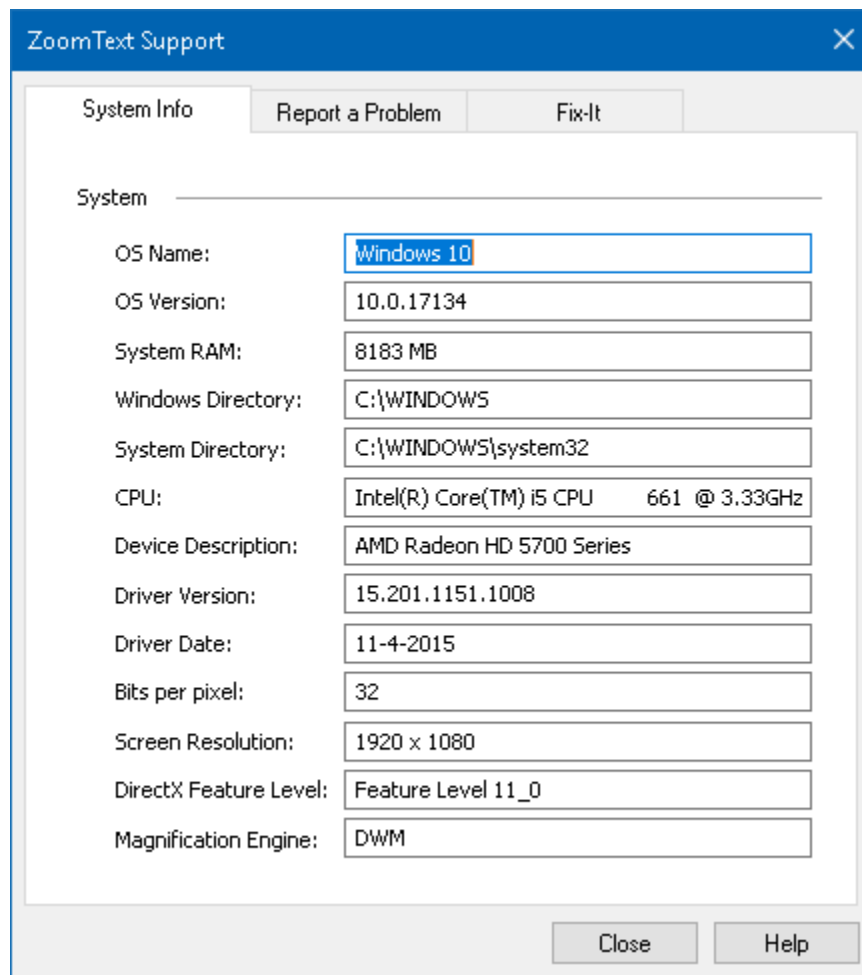 ZoomText Support
System Info Report a Problem Fix-It
System
OS Name: Windows 10
OS Version: 10.0.17134
System RAM: 8183 MB
Windows Directory: C:\WINDOWS
System Directory: C:\WINDOWS\system32
CPU: Intel(R) Core(TM) i5 CPU 661 @ 3.33GHz
Device Description: AMD Radeon HD 5700 Series
Driver Version: 15.201.1151.1008
Driver Date: 11-4-2015
Bits per pixel: 32
Screen Resolution: 1920 x 1080
DirectX Feature Level: Feature Level 11_0
Magnification Engine: DWM
Close Help